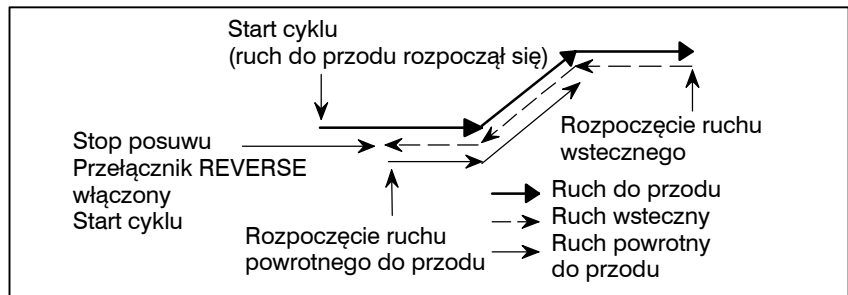 Start cyklu
(ruch do przodu rozpoczął się)
Stop posuwu
Przełącznik REVERSE
włączony
Start cyklu
Rozpoczęcie ruchu
powrotnego do przodu
Rozpoczęcie ruchu
wstecznego
Ruch do przodu
Ruch wsteczny
Ruch powrotny
do przodu